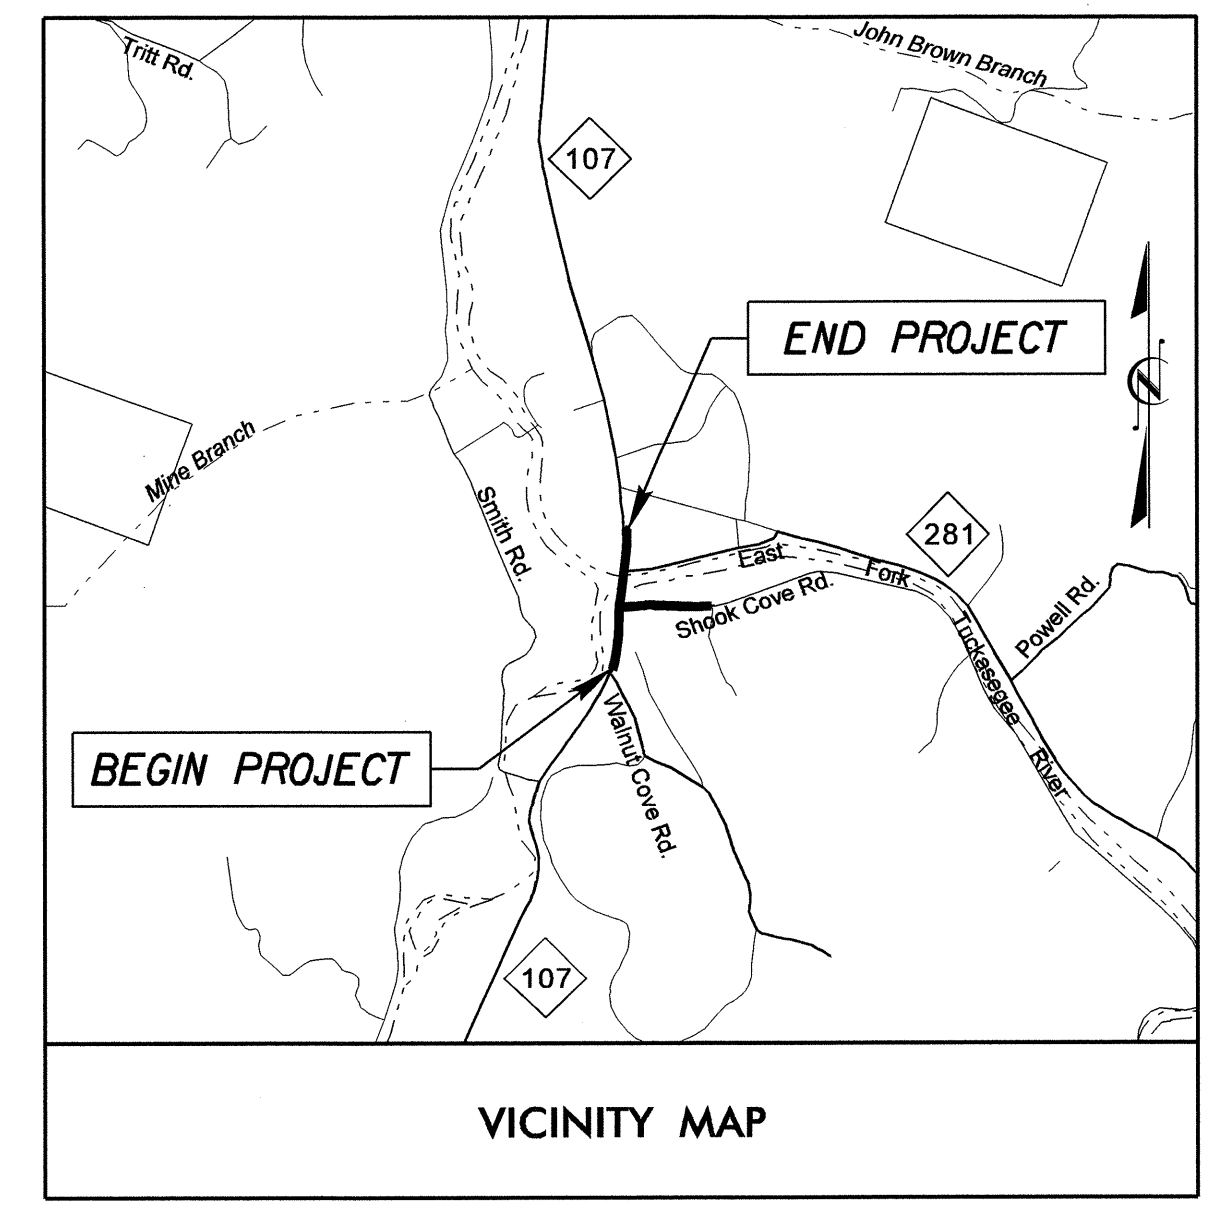 Tritt Rd.
John Brown Branch
107
END PROJECT
N
Mine Branch
Smith Rd.
281
East
Fork
Shook Cove Rd.
Powell Rd.
Tuckasegee
River
Walnut Cove Rd.
BEGIN PROJECT
107
VICINITY MAP